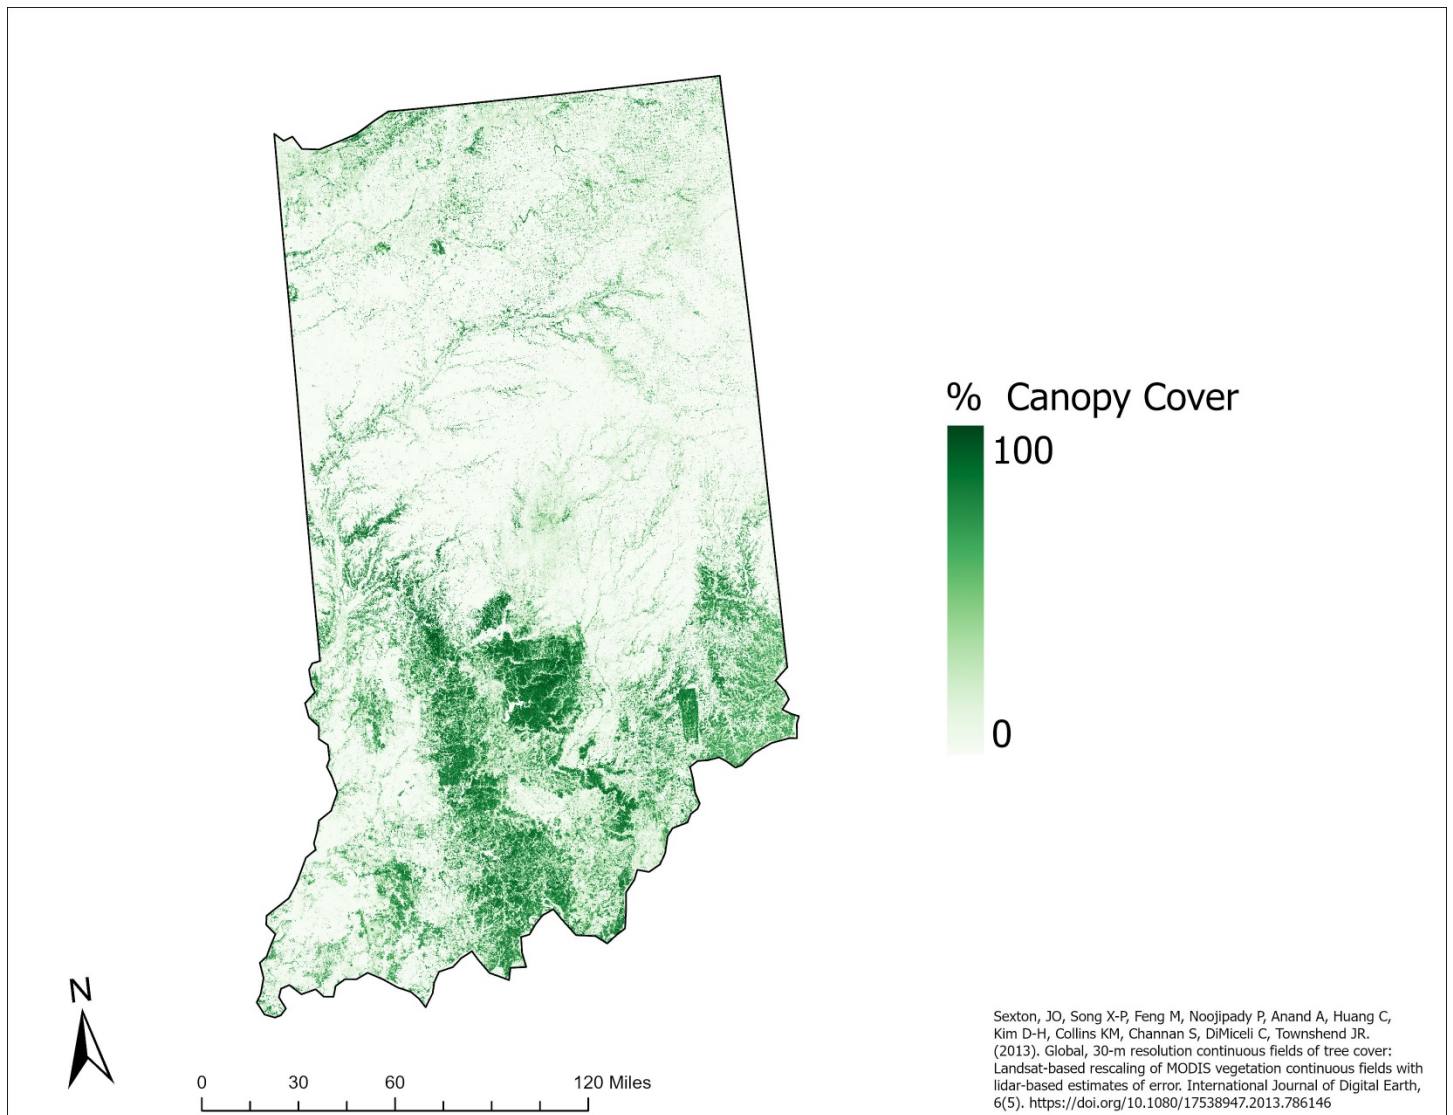 % Canopy Cover
100
0
N
0 30 60 120 Miles
Sexton, JO, Song X-P, Feng M, Noojipady P, Anand A, Huang C,
Kim D-H, Collins KM, Channan S, DiMiceli C, Townshend JR.
(2013). Global, 30-m resolution continuous fields of tree cover:
Landsat-based rescaling of MODIS vegetation continuous fields with
lidar-based estimates of error. International Journal of Digital Earth,
6(5). https://doi.org/10.1080/17538947.2013.786146